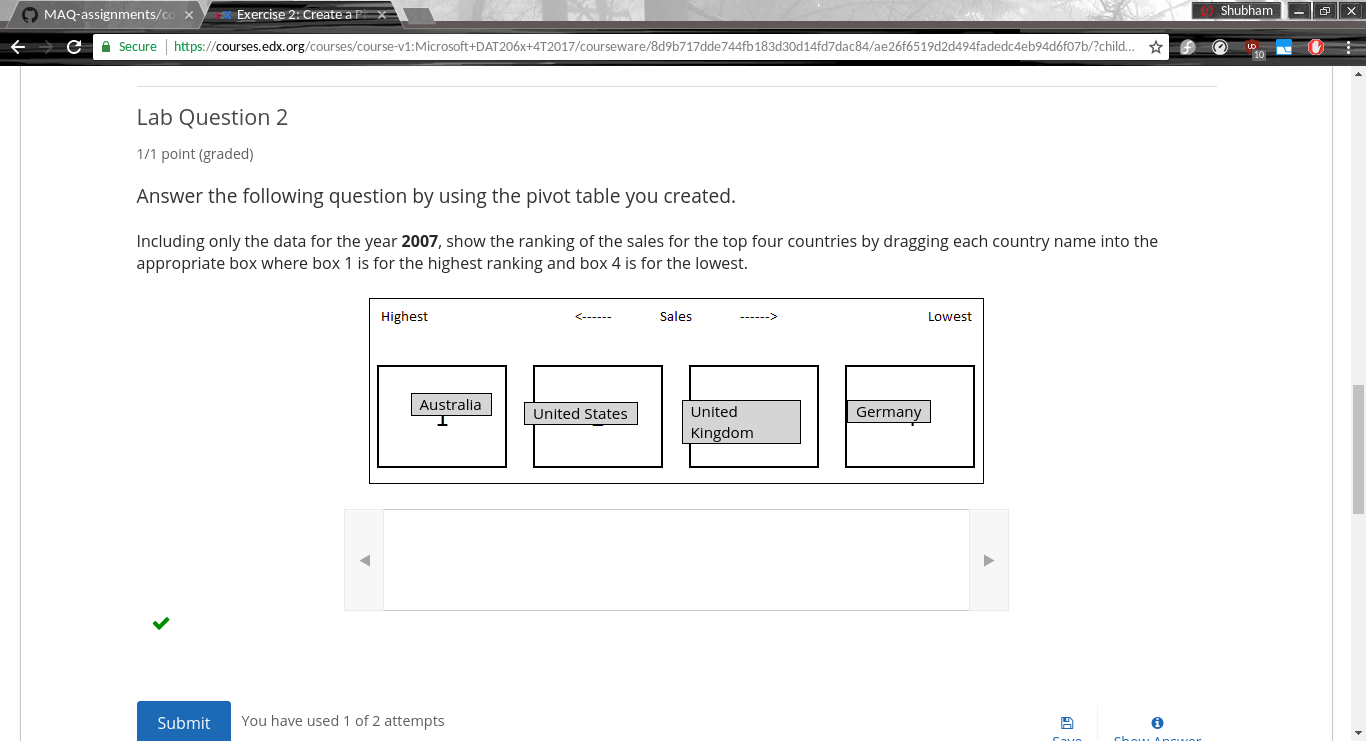 MAQ-assignments/co
Exercise 2: Create a P
Shubham
Secure
https://courses.edx.org/courses/course-v1:Microsoft+DAT206x+4T2017/courseware/8d9b717dde744fb183d30d14fd7dac84/ae26f6519d2d494fadedc4eb94d6f07b/?child...
10
Lab Question 2
1/1 point (graded)
Answer the following question by using the pivot table you created.
Including only the data for the year 2007, show the ranking of the sales for the top four countries by dragging each country name into the
appropriate box where box 1 is for the highest ranking and box 4 is for the lowest.
Highest <------ Sales ------> Lowest
Australia
United States
United
Kingdom
Germany
Submit
You have used 1 of 2 attempts
Save
Show Answer